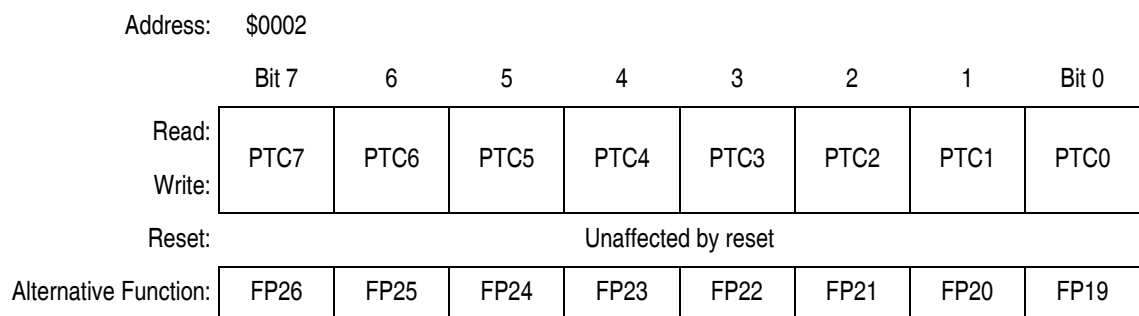 Address: $0002
Bit 7 6 5 4 3 2 1 Bit 0
Read:
PTC7 PTC6 PTC5 PTC4 PTC3 PTC2 PTC1 PTC0
Write:
Reset: Unaffected by reset
Alternative Function: FP26 FP25 FP24 FP23 FP22 FP21 FP20 FP19